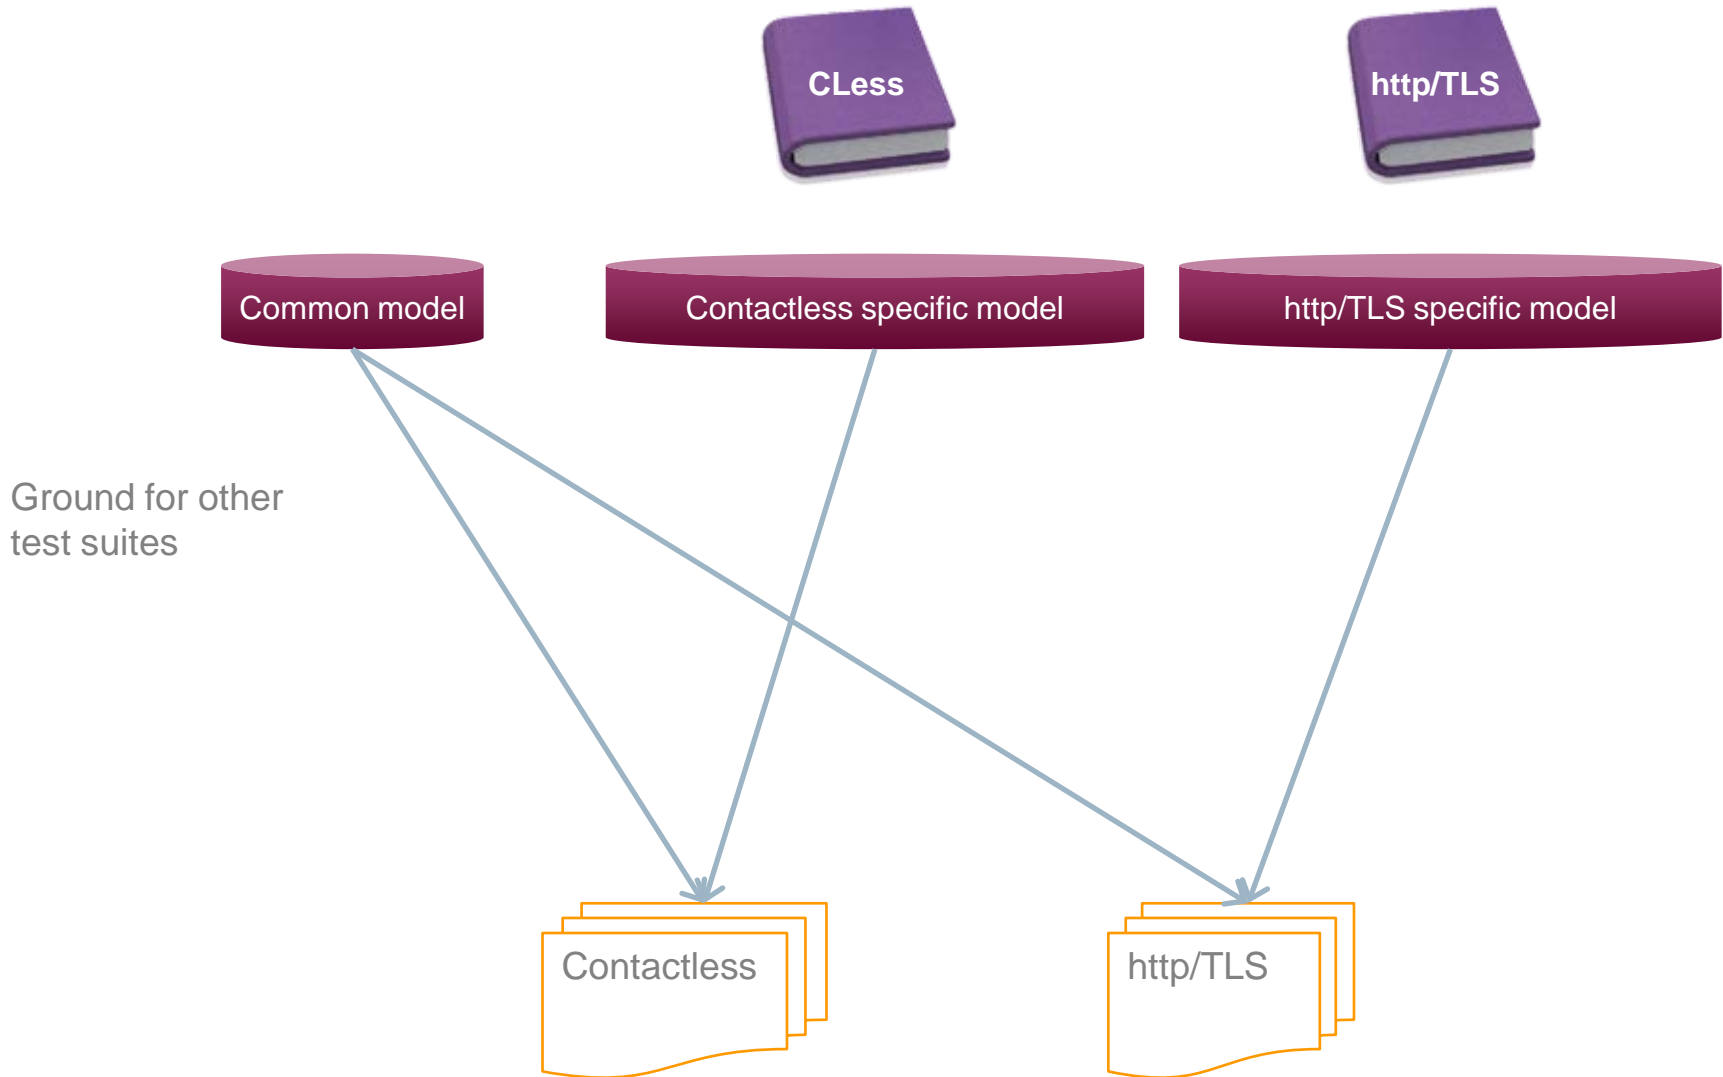 CLess
http/TLS
Common model
Contactless specific model
http/TLS specific model
Ground for other
test suites
Contactless
http/TLS